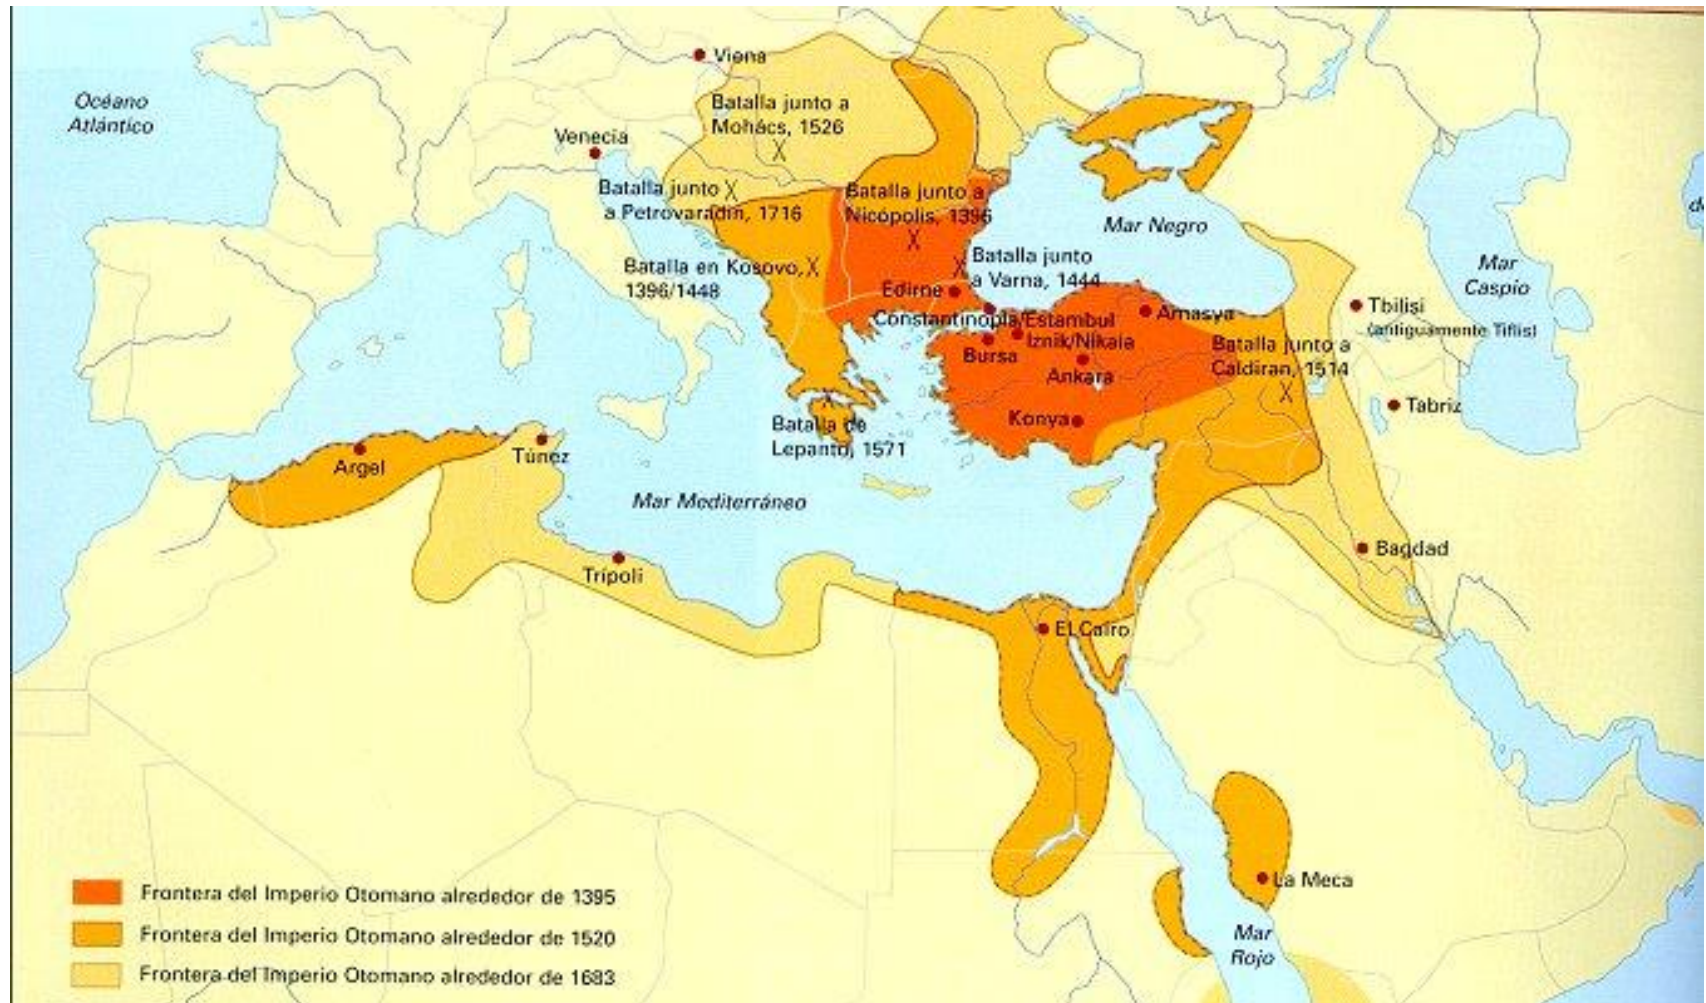 Viena
Océano
Atlántico
Batalla junto a
Mohács, 1526
Venecia
Batalla junto
a Petrovaradín, 1716
Batalla junto a
Nicópolis, 1396
Mar Negro
Mar
Caspio
Batalla en Kosovo,
1396/1448
Batalla junto
a Varna, 1444
Edirne
Constantinopla/Estambul
Amasya
Tbilisi
(antiguamente Tiflis)
Iznik/Nikaia
Bursa
Batalla junto a
Caldiran, 1514
Ankara
Tabriz
Konya
Batalla de
Lepanto, 1571
Argel
Túnez
Mar Mediterráneo
Bagdad
Trípoli
EL Cairo
La Meca
Mar
Rojo
Frontera del Imperio Otomano alrededor de 1395
Frontera del Imperio Otomano alrededor de 1520
Frontera del Imperio Otomano alrededor de 1683